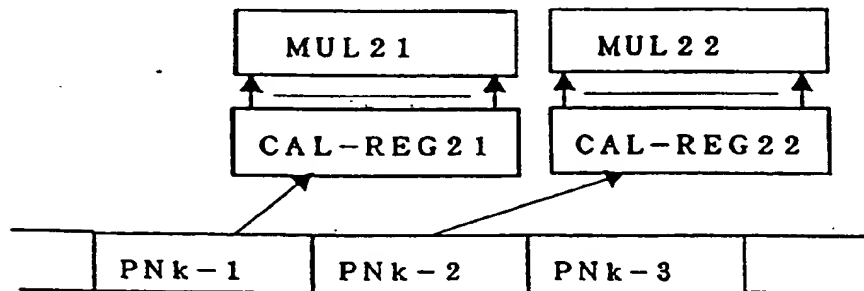 MUL21 MUL22
CAL-REG21 CAL-REG22
PNk-1 PNk-2 PNk-3